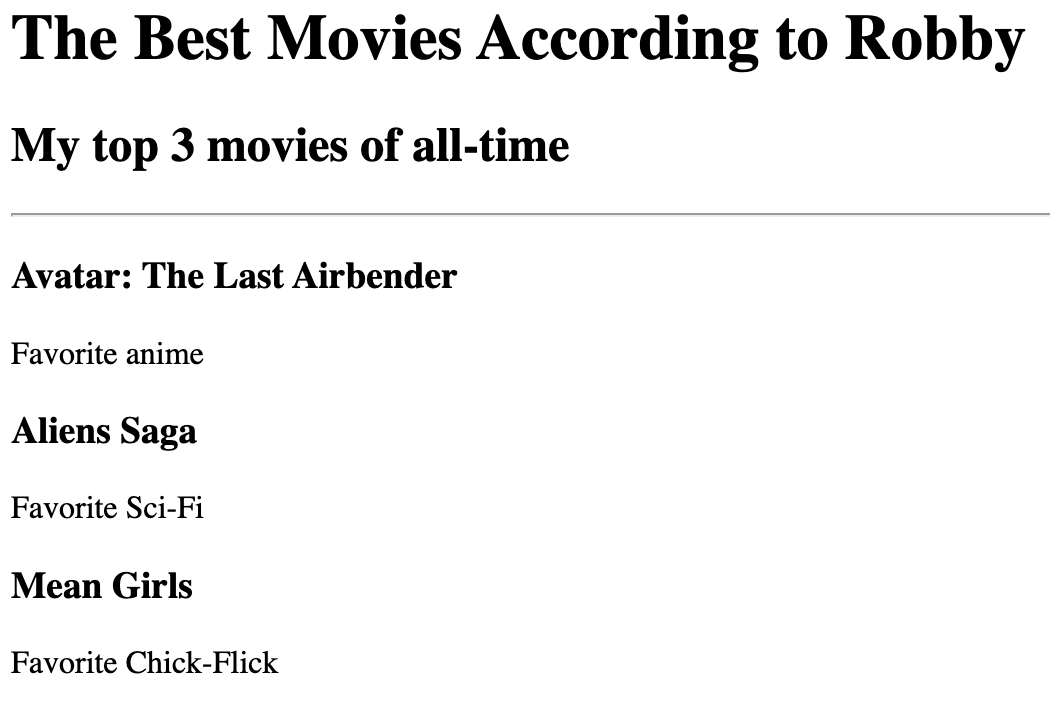 The Best Movies According to Robby
My top 3 movies of all-time
Avatar: The Last Airbender
Favorite anime
Aliens Saga
Favorite Sci-Fi
Mean Girls
Favorite Chick-Flick